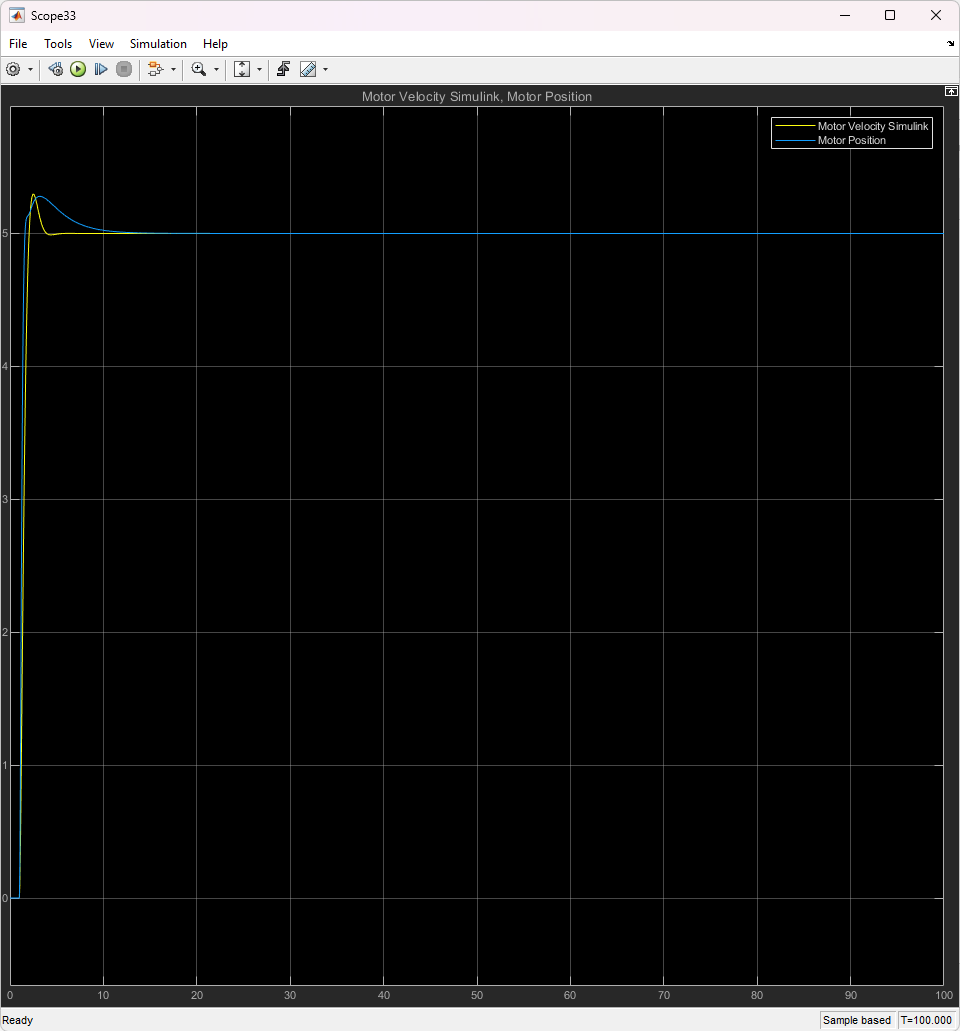 Scope33
File Tools View Simulation Help
Motor Velocity Simulink, Motor Position
Motor Velocity Simulink
Motor Position
5
4
3
2
1
0
0 10 20 30 40 50 60 70 80 90 100
Ready Sample based T=100.000